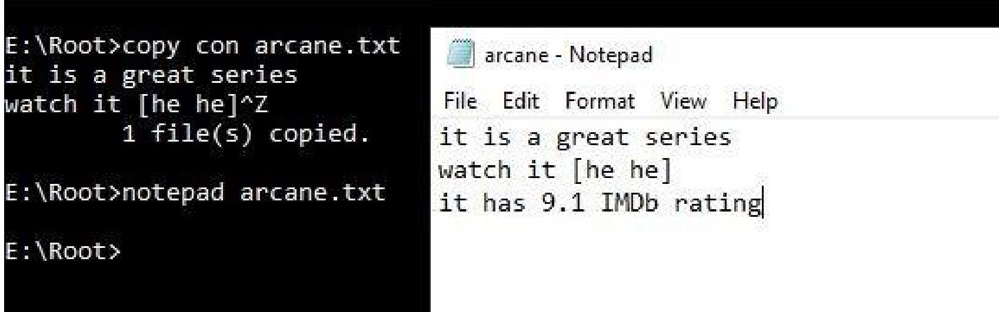 E:\Root>copy con arcane.txt
it is a great series
watch it [he he]^Z
1 file(s) copied.
E:\Root>notepad arcane.txt
E:\Root>
arcane - Notepad
File Edit Format View Help
it is a great series
watch it [he he]
it has 9.1 IMDb rating